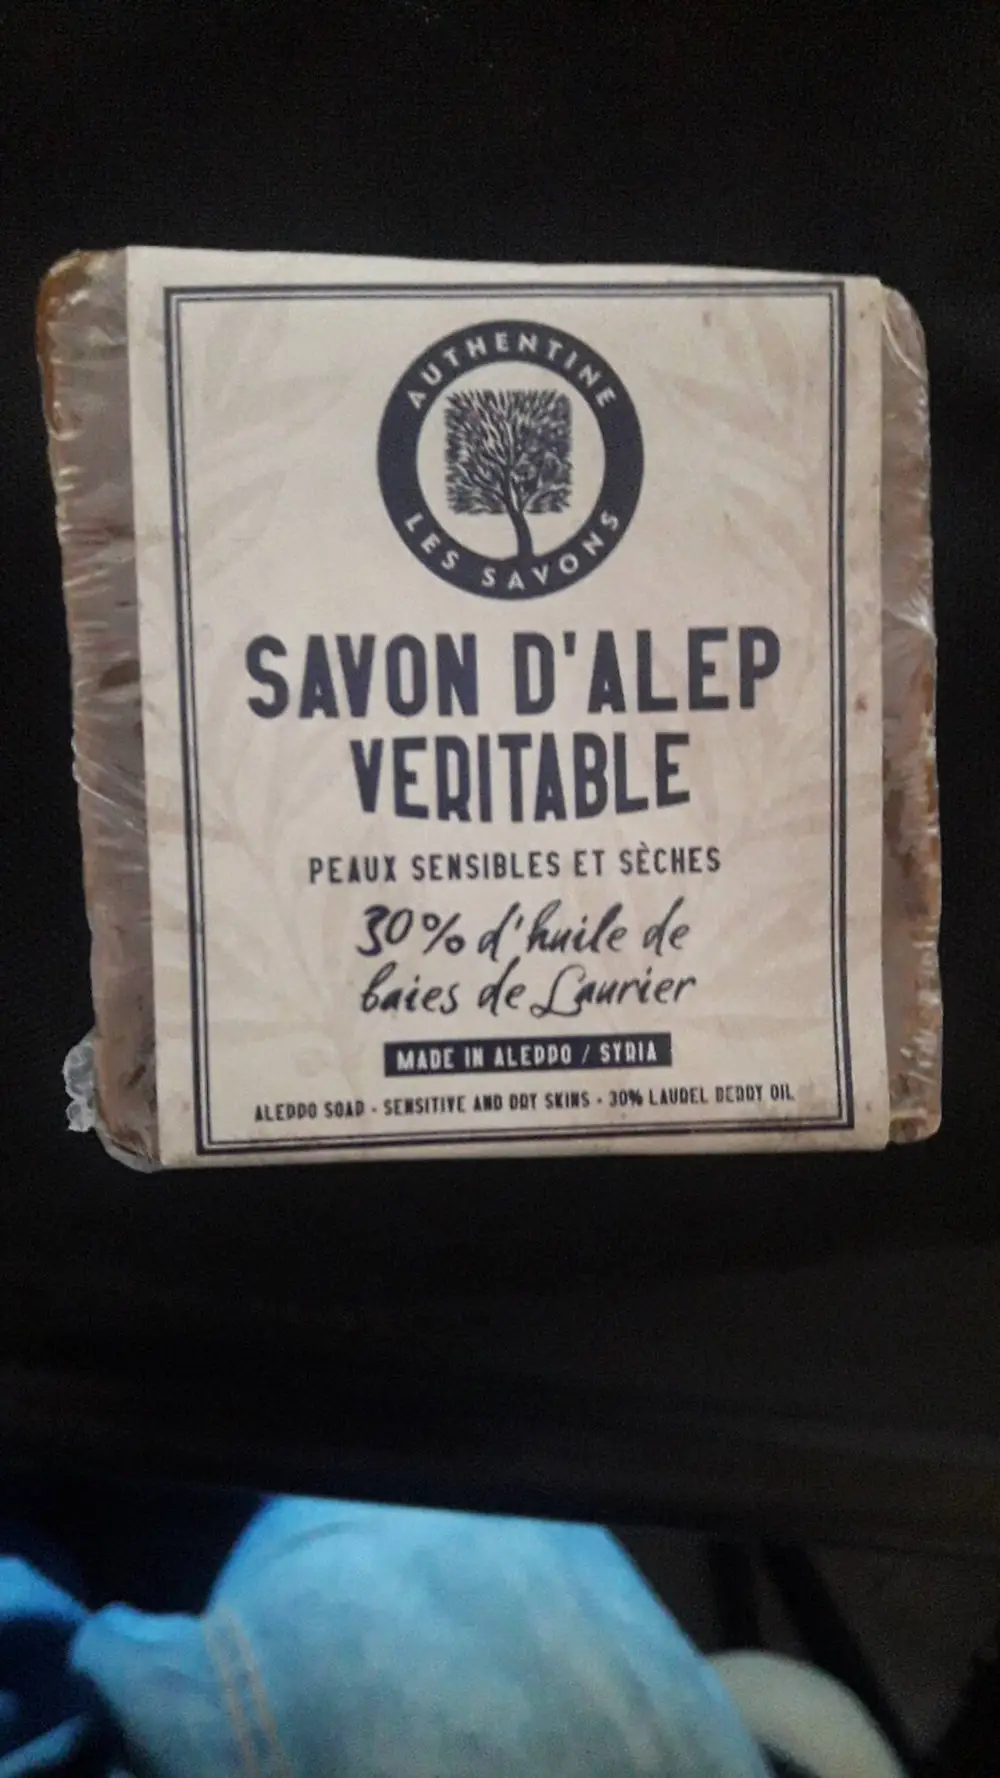 AUTHENTINE
LES SAVONS
SAVON D'ALEP
VERITABLE
PEAUX SENSIBLES ET SÈCHES
30% d'huile de
baies de Laurier
MADE IN ALEPPO / SYRIA
ALEPPO SOAP - SENSITIVE AND DRY SKINS - 30% LAUREL BERRY OIL